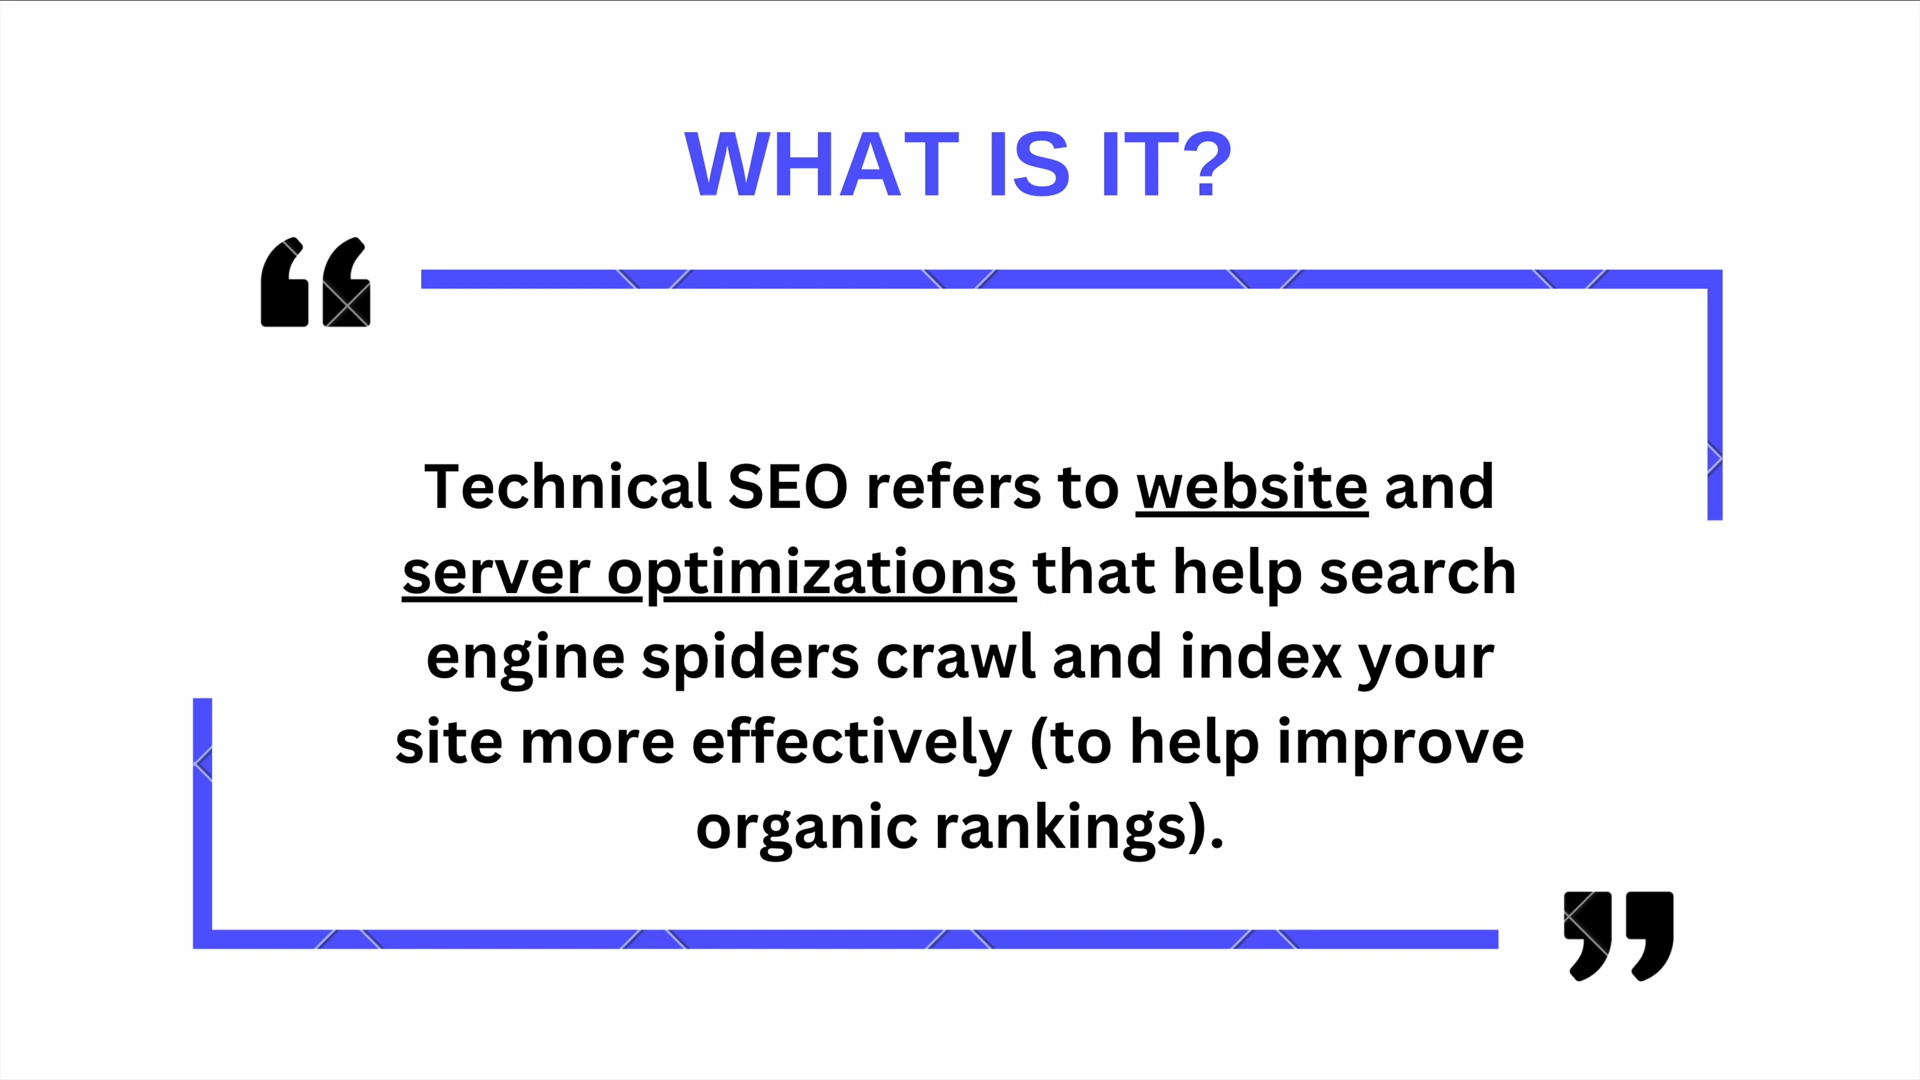 WHAT IS IT?
Technical SEO refers to website and
server optimizations that help search
engine spiders crawl and index your
site more effectively (to help improve
organic rankings).